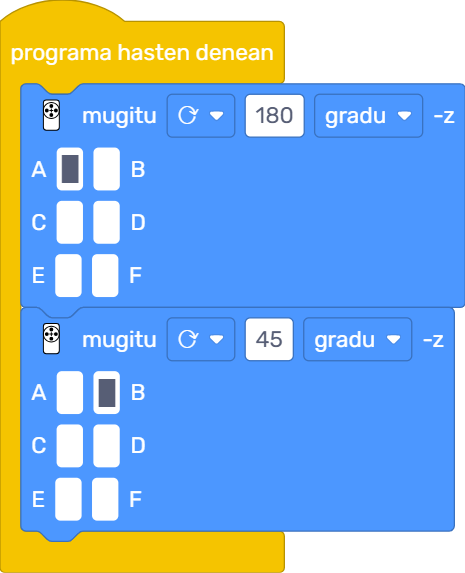 programa hasten denean
mugitu 180 gradu -z
A B
C D
E F
mugitu 45 gradu -z
A B
C D
E F